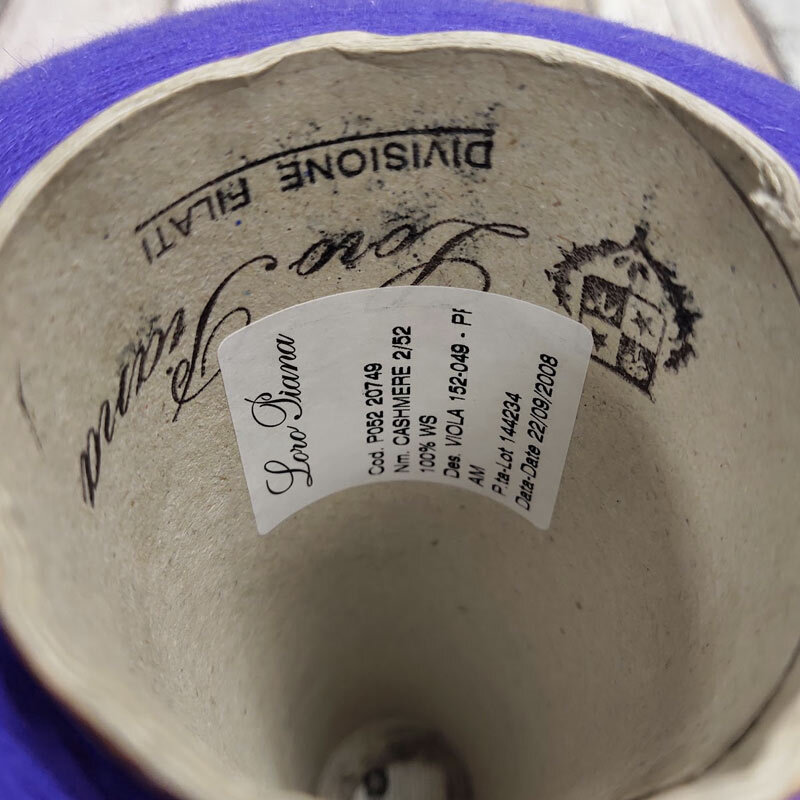 DIVISIONE FILATI
Loro Piana
Loro Piana
Cod. P052 20749
Nm. CASHMERE 2/52
100% WS
Des. VIOLA 152-049 - PF
AM
P.ta-Lot 144234
Data-Date 22/09/2008